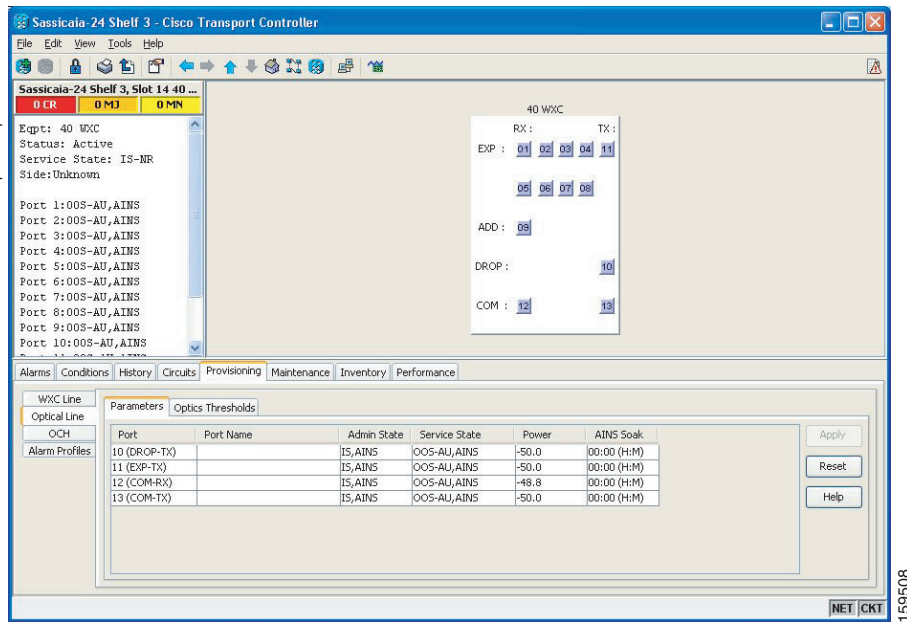 Sassicaia-24 Shelf 3 - Cisco Transport Controller
File Edit View Tools Help
Sassicaia-24 Shelf 3, Slot 14 40 ...
0 CR 0 MJ 0 MN
Eqpt: 40 WXC
Status: Active
Service State: IS-NR
Side:Unknown
Port 1:OOS-AU,AINS
Port 2:OOS-AU,AINS
Port 3:OOS-AU,AINS
Port 4:OOS-AU,AINS
Port 5:OOS-AU,AINS
Port 6:OOS-AU,AINS
Port 7:OOS-AU,AINS
Port 8:OOS-AU,AINS
Port 9:OOS-AU,AINS
Port 10:OOS-AU,AINS
40 WXC
RX : TX :
EXP : 01 02 03 04 11
05 06 07 08
ADD : 09
DROP : 10
COM : 12 13
Alarms Conditions History Circuits Provisioning Maintenance Inventory Performance
WXC Line
Optical Line
OCH
Alarm Profiles
Parameters Optics Thresholds
Port Port Name Admin State Service State Power AINS Soak
10 (DROP-TX) IS,AINS OOS-AU,AINS -50.0 00:00 (H:M)
11 (EXP-TX) IS,AINS OOS-AU,AINS -50.0 00:00 (H:M)
12 (COM-RX) IS,AINS OOS-AU,AINS -48.8 00:00 (H:M)
13 (COM-TX) IS,AINS OOS-AU,AINS -50.0 00:00 (H:M)
Apply
Reset
Help
NET CKT
159508